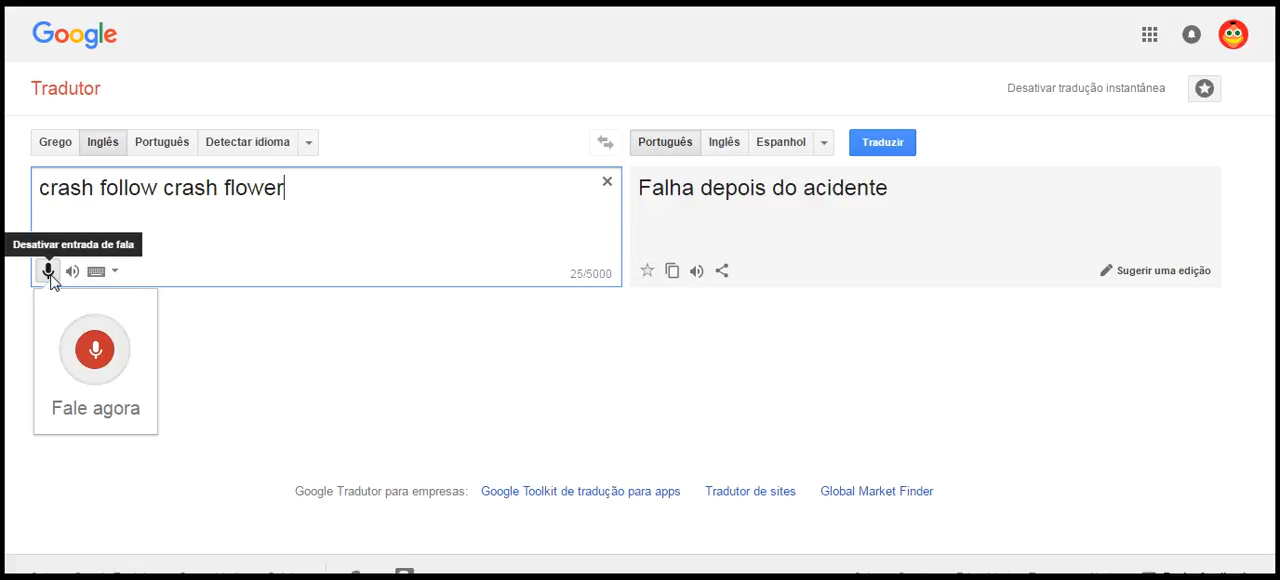 Google
Tradutor
Desativar tradução instantânea
Grego Inglês Português Detectar idioma
Português Inglês Espanhol Traduzir
crash follow crash flower
Falha depois do acidente
Desativar entrada de fala
25/5000
Sugerir uma edição
Fale agora
Google Tradutor para empresas: Google Toolkit de tradução para apps Tradutor de sites Global Market Finder